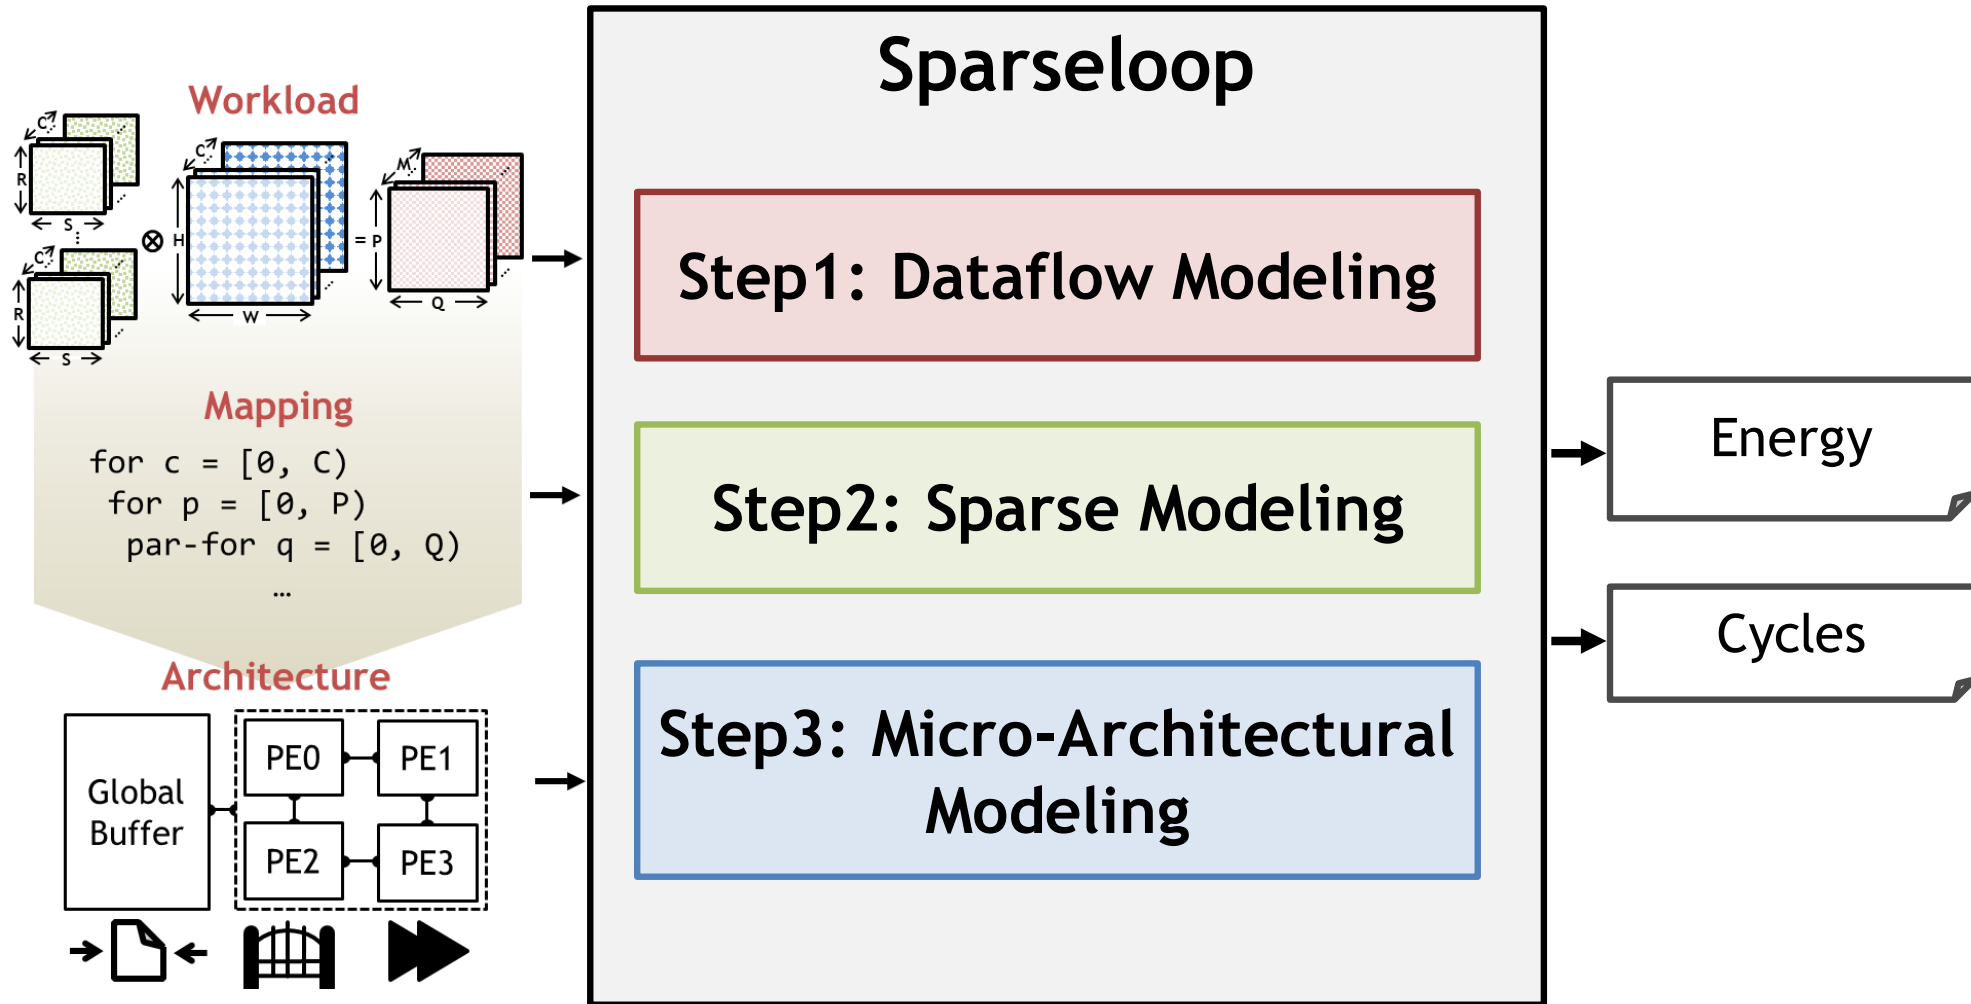 Sparseloop
Workload
C
R
S
...
C
R
S
⊗
C
H
W
=
M
P
Q
Mapping
for c = [0, C)
for p = [0, P)
par-for q = [0, Q)
…
Architecture
Global
Buffer
PE0
PE1
PE2
PE3
Step1: Dataflow Modeling
Step2: Sparse Modeling
Step3: Micro-Architectural
Modeling
Energy
Cycles